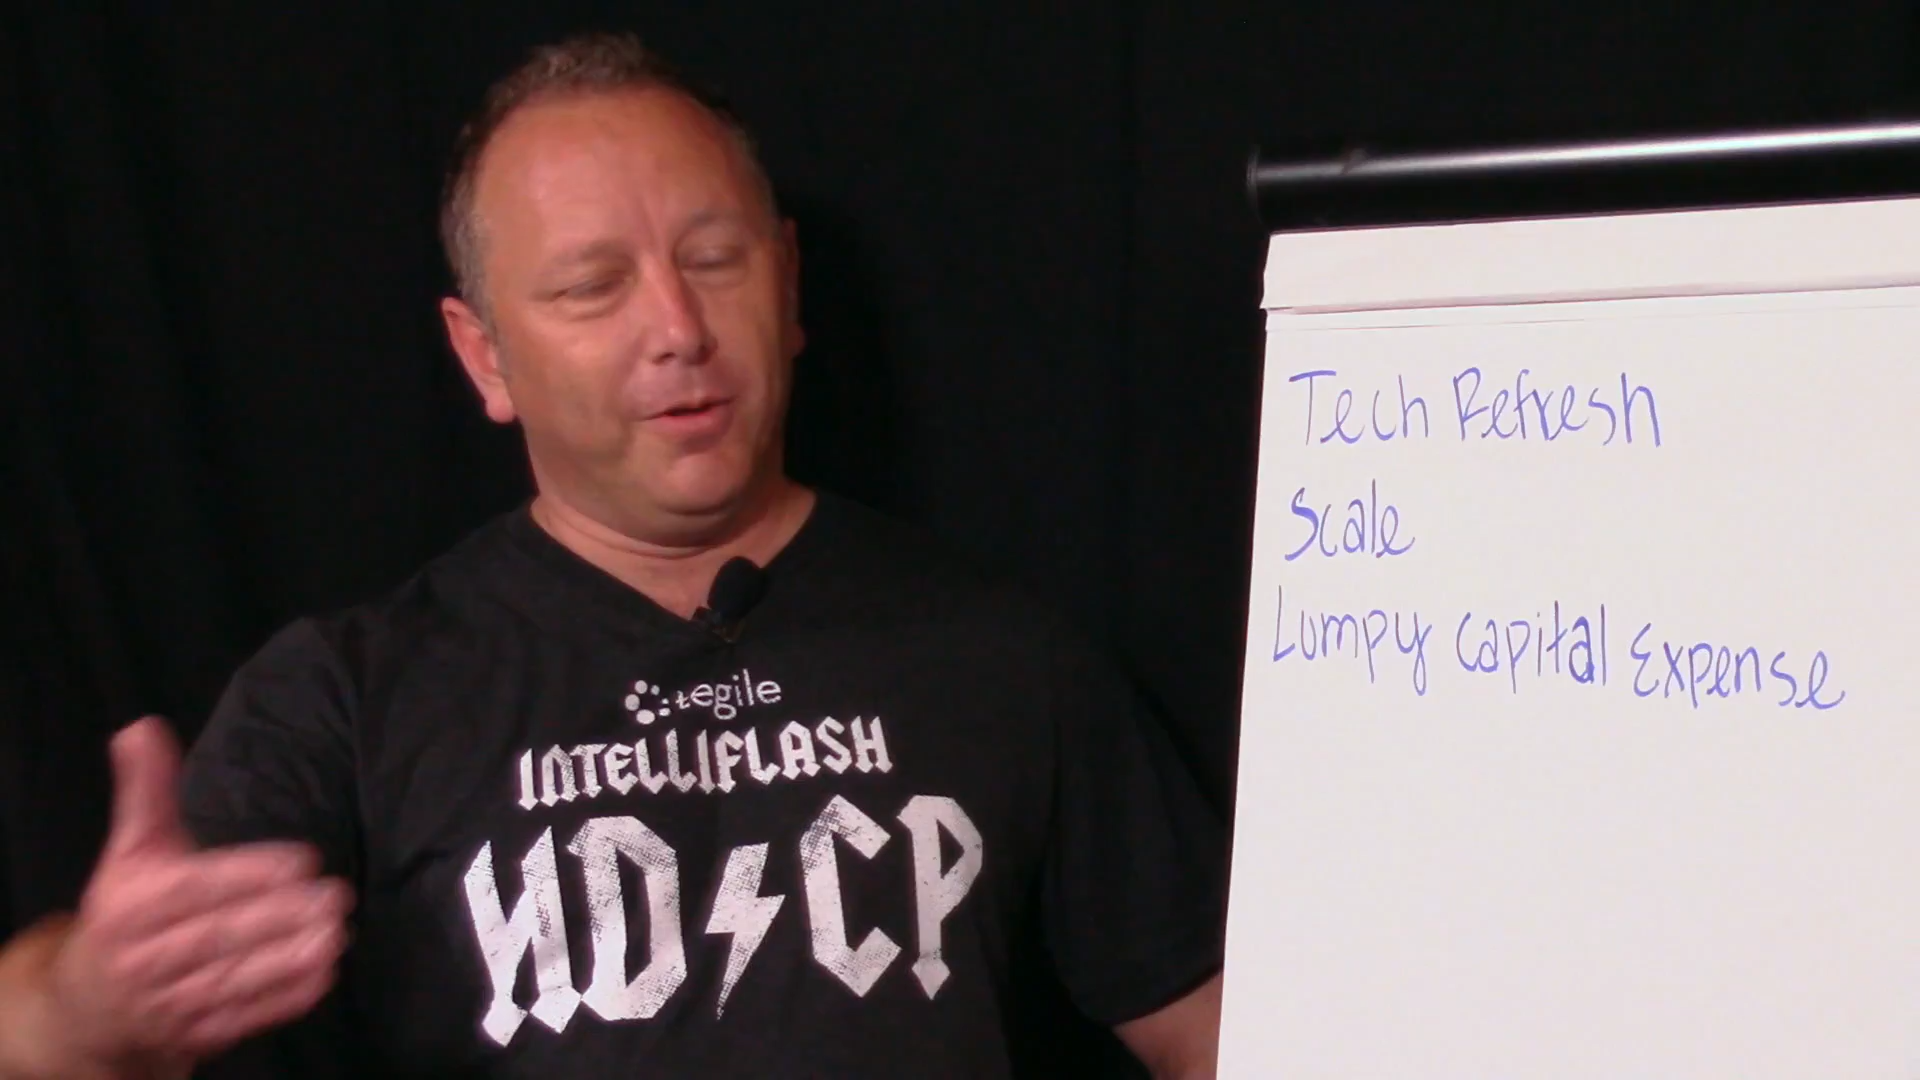 Tech Refresh
Scale
Lumpy Capital Expense
tegile
INTELLIFLASH
HD⚡CP